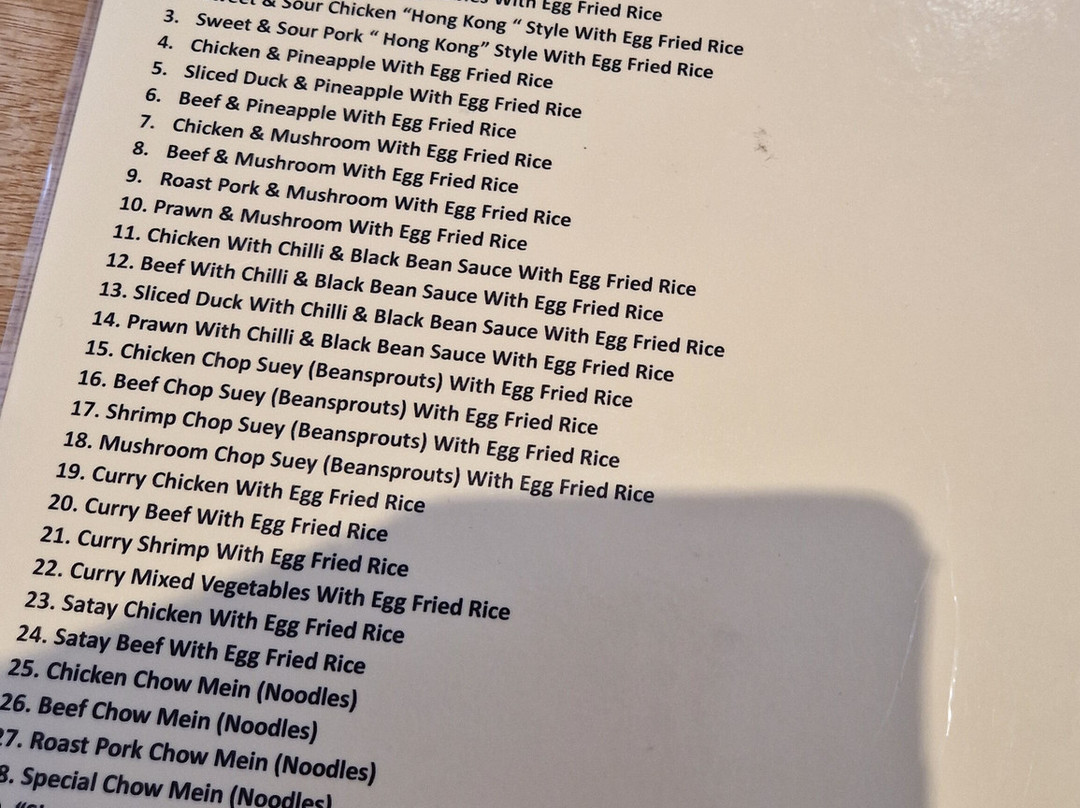 With Egg Fried Rice
& Sour Chicken “Hong Kong “ Style With Egg Fried Rice
3. Sweet & Sour Pork “ Hong Kong” Style With Egg Fried Rice
4. Chicken & Pineapple With Egg Fried Rice
5. Sliced Duck & Pineapple With Egg Fried Rice
6. Beef & Pineapple With Egg Fried Rice
7. Chicken & Mushroom With Egg Fried Rice
8. Beef & Mushroom With Egg Fried Rice
9. Roast Pork & Mushroom With Egg Fried Rice
10. Prawn & Mushroom With Egg Fried Rice
11. Chicken With Chilli & Black Bean Sauce With Egg Fried Rice
12. Beef With Chilli & Black Bean Sauce With Egg Fried Rice
13. Sliced Duck With Chilli & Black Bean Sauce With Egg Fried Rice
14. Prawn With Chilli & Black Bean Sauce With Egg Fried Rice
15. Chicken Chop Suey (Beansprouts) With Egg Fried Rice
16. Beef Chop Suey (Beansprouts) With Egg Fried Rice
17. Shrimp Chop Suey (Beansprouts) With Egg Fried Rice
18. Mushroom Chop Suey (Beansprouts) With Egg Fried Rice
19. Curry Chicken With Egg Fried Rice
20. Curry Beef With Egg Fried Rice
21. Curry Shrimp With Egg Fried Rice
22. Curry Mixed Vegetables With Egg Fried Rice
23. Satay Chicken With Egg Fried Rice
24. Satay Beef With Egg Fried Rice
25. Chicken Chow Mein (Noodles)
26. Beef Chow Mein (Noodles)
27. Roast Pork Chow Mein (Noodles)
8. Special Chow Mein (Noodles)